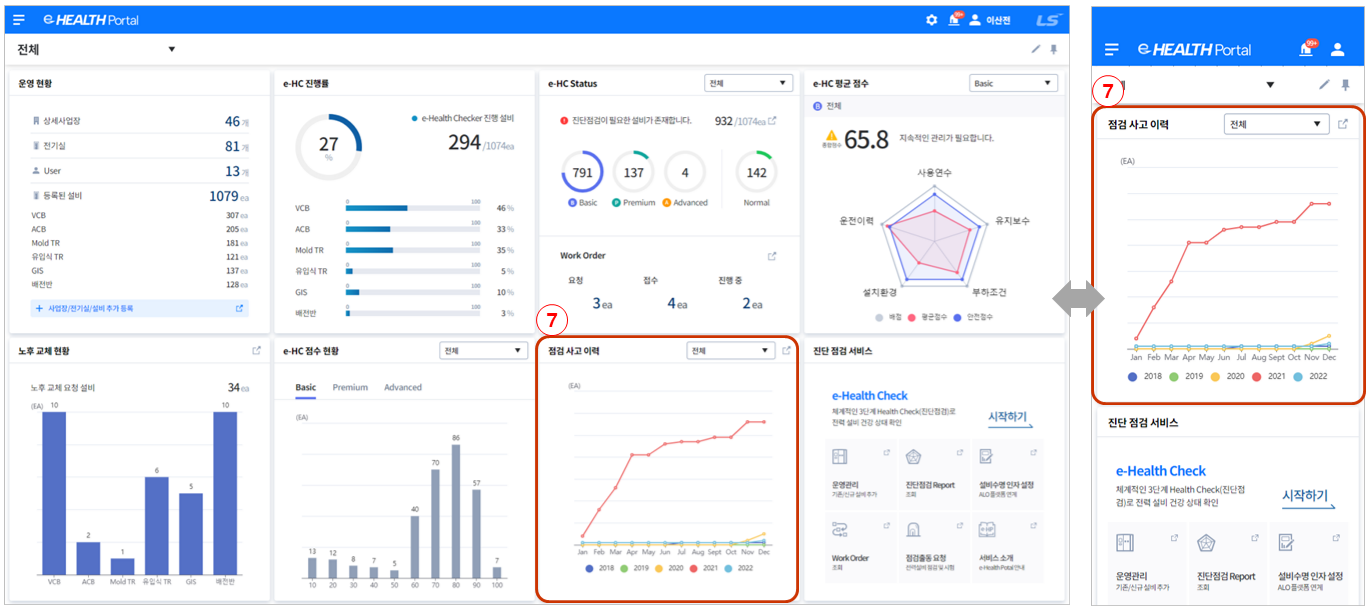 e-HEALTH Portal
99+
이산전
LS
전체
운영 현황
상세사업장 46 개
전기실 81 개
User 13 개
등록된 설비 1079 ea
VCB 307 ea
ACB 205 ea
Mold TR 181 ea
유입식 TR 121 ea
GIS 137 ea
배전반 128 ea
+ 사업장/전기실/설비 추가 등록
e-HC 진행률
27
%
e-Health Checker 진행 설비
294/1074ea
0 100
VCB 46 %
0 100
ACB 33 %
0 100
Mold TR 35 %
0 100
유입식 TR 5 %
0 100
GIS 10 %
0 100
배전반 3 %
e-HC Status 전체
진단점검이 필요한 설비가 존재합니다. 932/1074ea
791 137 4 142
B Basic P Premium A Advanced Normal
Work Order
요청 접수 진행 중
3ea 4ea 2ea
e-HC 평균 점수 Basic
B 전체
종합점수 65.8 지속적인 관리가 필요합니다.
사용연수
운전이력 유지보수
설치환경 부하조건
배점 평균점수 안전점수
노후 교체 현황
노후 교체 요청 설비 34 ea
(EA)
10 2 1 6 5 10
VCB ACB Mold TR 유입식 TR GIS 배전반
e-HC 점수 현황 전체
Basic Premium Advanced
(EA)
13 12 8 7 5 40 70 86 57 7
10 20 30 40 50 60 70 80 90 100
7
점검 사고 이력 전체
(EA)
Jan Feb Mar Apr May Jun Jul Aug Sept Oct Nov Dec
2018 2019 2020 2021 2022
진단 점검 서비스
e-Health Check
체계적인 3단계 Health Check(진단점검)로
전력 설비 건강 상태 확인
시작하기
운영관리 진단점검 Report 설비수명 인자 설정
기존/신규 설비 추가 조회 ALO 플랫폼 연계
Work Order 점검출동 요청 서비스 소개
조회 전력설비 점검 및 시험 e-Health Potal 안내
e-HEALTH Portal
99+
7
점검 사고 이력 전체
(EA)
Jan Feb Mar Apr May Jun Jul Aug Sept Oct Nov Dec
2018 2019 2020 2021 2022
진단 점검 서비스
e-Health Check
체계적인 3단계 Health Check(진단점
검)로 전력 설비 건강 상태 확인
시작하기
운영관리 진단점검 Report 설비수명 인자 설정
기존/신규 설비 추가 조회 ALO 플랫폼 연계